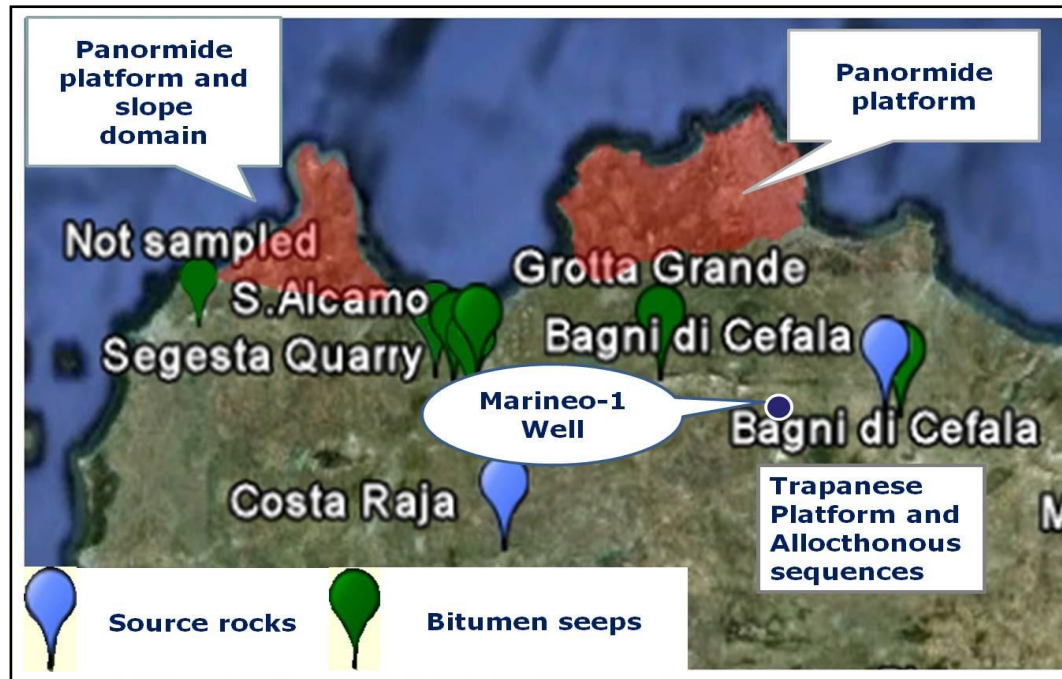 Panormide
platform and
slope
domain
Panormide
platform
Not sampled
S.Alcamo
Grotta Grande
Segesta Quarry
Bagni di Cefala
Marineo-1
Well
Bagni di Cefala
Costa Raja
Trapanese
Platform and
Allocthonous
sequences
M
Source rocks
Bitumen seeps